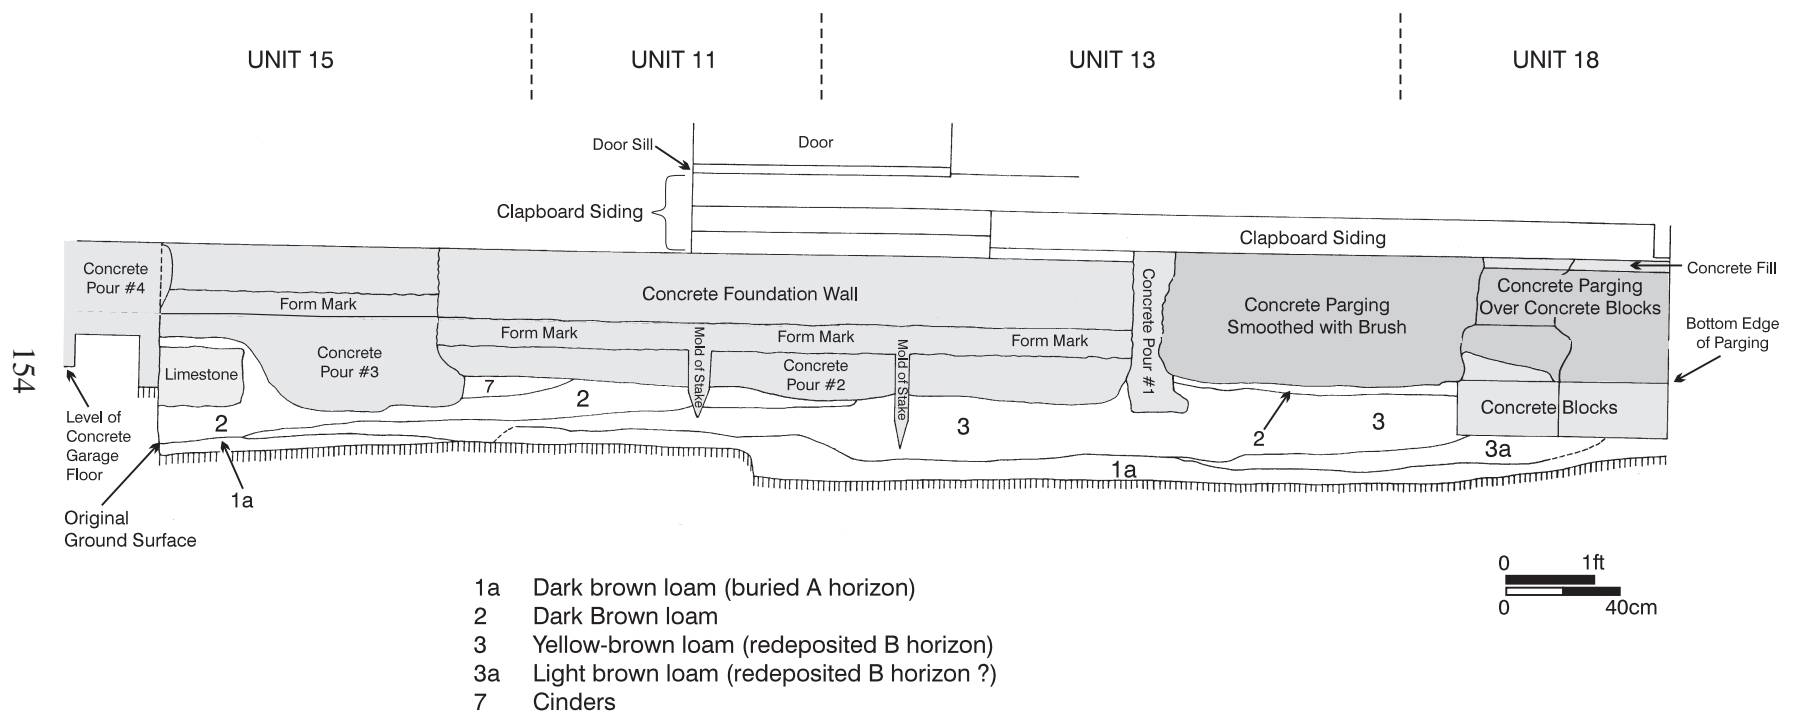 UNIT 15
UNIT 11
UNIT 13
UNIT 18
Door Sill
Door
Clapboard Siding
Clapboard Siding
Concrete
Pour #4
Form Mark
Concrete Foundation Wall
Concrete Pour #1
Concrete Parging
Smoothed with Brush
Concrete Parging
Over Concrete Blocks
Concrete Fill
Bottom Edge
of Parging
Form Mark
Mold of Stake
Form Mark
Mold of Stake
Form Mark
Concrete
Pour #3
Concrete
Pour #2
Limestone
7
2
2
3
3
2
Concrete Blocks
3a
1a
1a
Level of
Concrete
Garage
Floor
Original
Ground Surface
154
0 1ft
0 40cm
1a Dark brown loam (buried A horizon)
2 Dark Brown loam
3 Yellow-brown loam (redeposited B horizon)
3a Light brown loam (redeposited B horizon ?)
7 Cinders